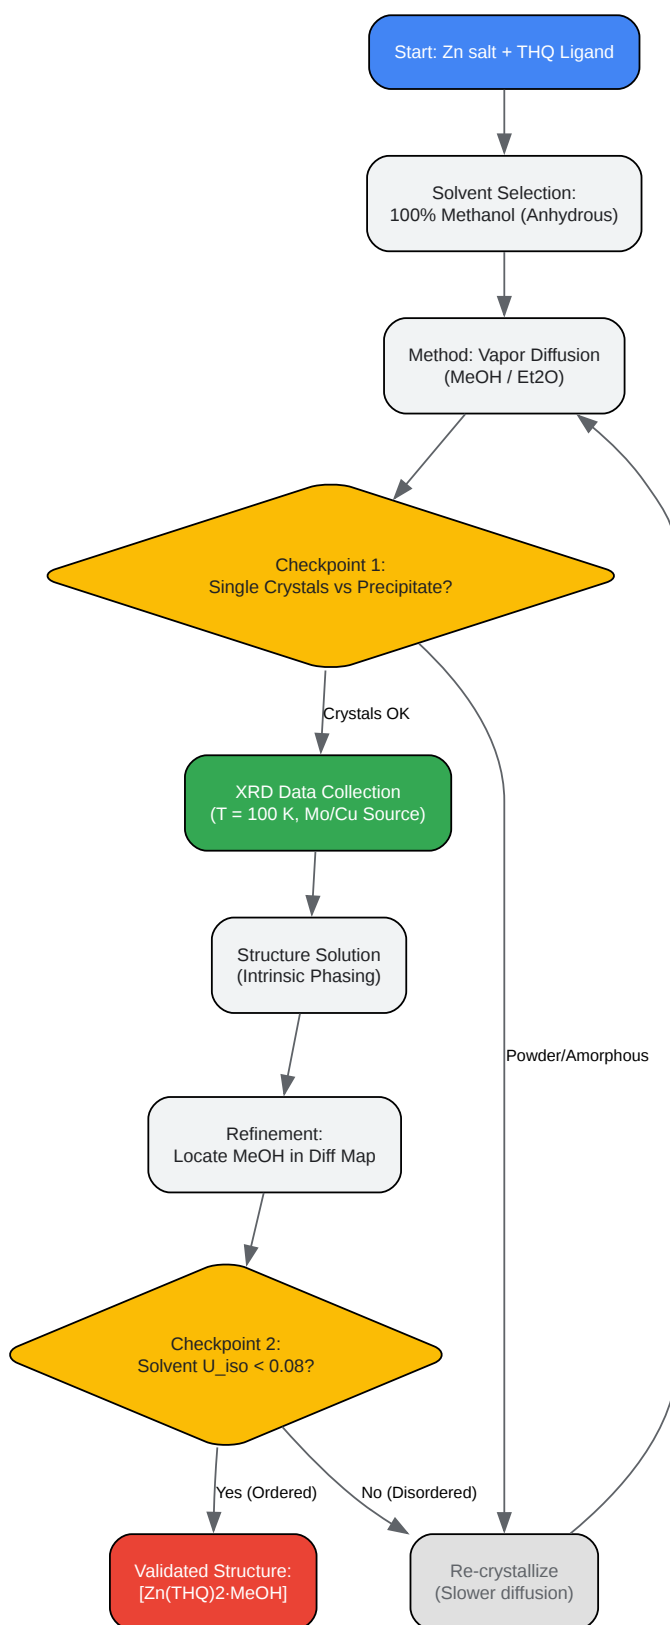 Start: Zn salt + THQ Ligand
Solvent Selection:
100% Methanol (Anhydrous)
Method: Vapor Diffusion
(MeOH / Et2O)
Checkpoint 1:
Single Crystals vs Precipitate?
Crystals OK
XRD Data Collection
(T = 100 K, Mo/Cu Source)
Structure Solution
(Intrinsic Phasing)
Powder/Amorphous
Refinement:
Locate MeOH in Diff Map
Checkpoint 2:
Solvent U_iso < 0.08?
Yes (Ordered)
No (Disordered)
Validated Structure:
[Zn(THQ)2·MeOH]
Re-crystallize
(Slower diffusion)